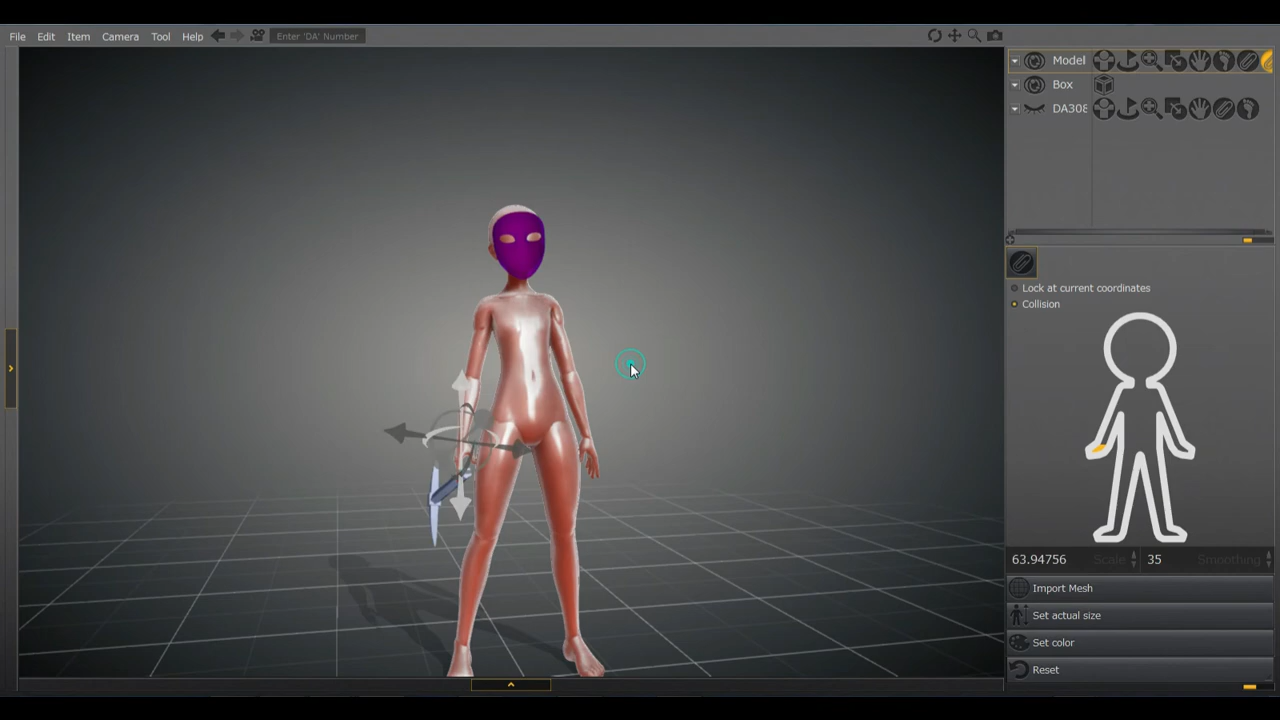 File Edit Item Camera Tool Help Enter 'DA' Number
Model
Box
DA308
Lock at current coordinates
Collision
63.94756 Scale 35 Smoothing
Import Mesh
Set actual size
Set color
Reset